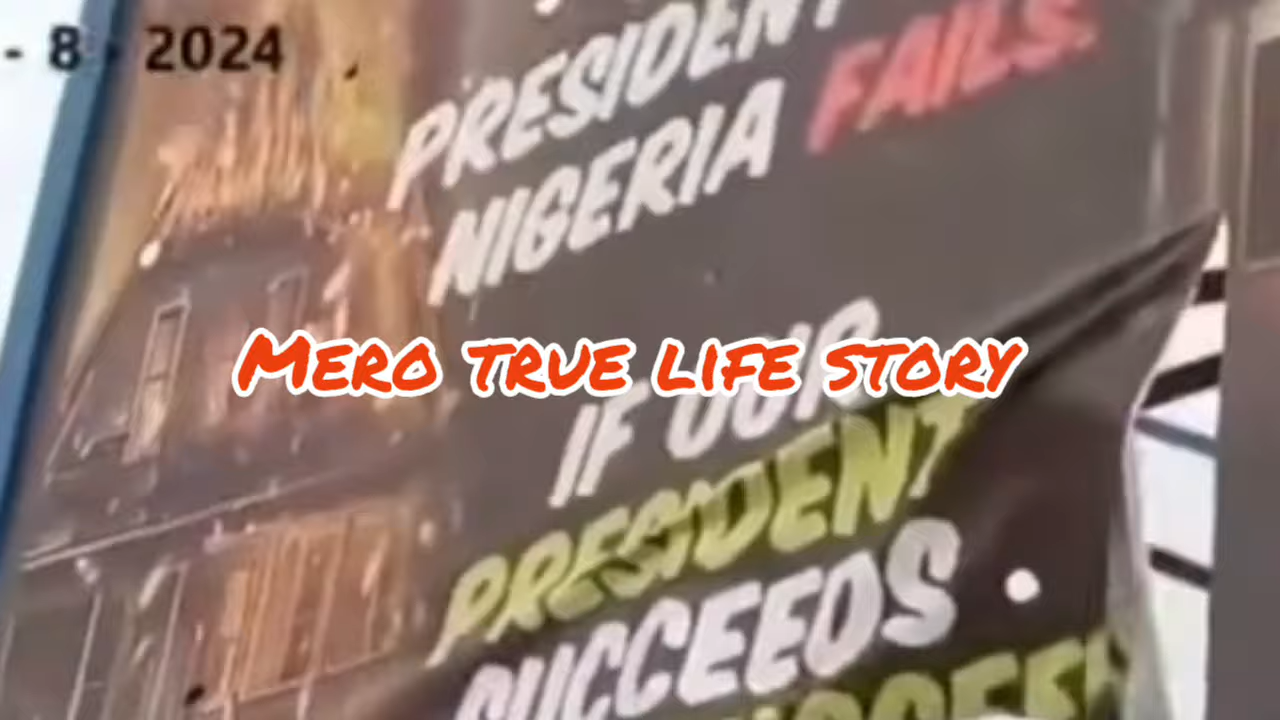 - 8 - 2024
PRESIDENT
NIGERIA FAILS.
Mero true life story
IF OUR
PRESIDENT
SUCCEEDS